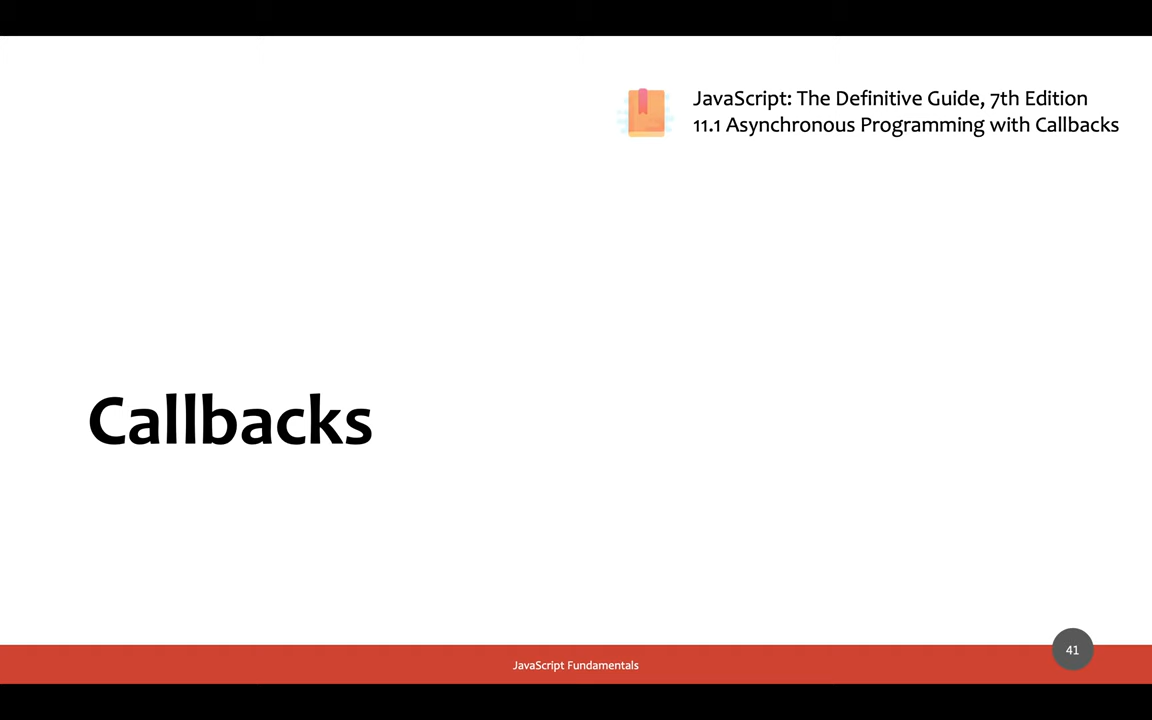 JavaScript: The Definitive Guide, 7th Edition
11.1 Asynchronous Programming with Callbacks
Callbacks
41
JavaScript Fundamentals